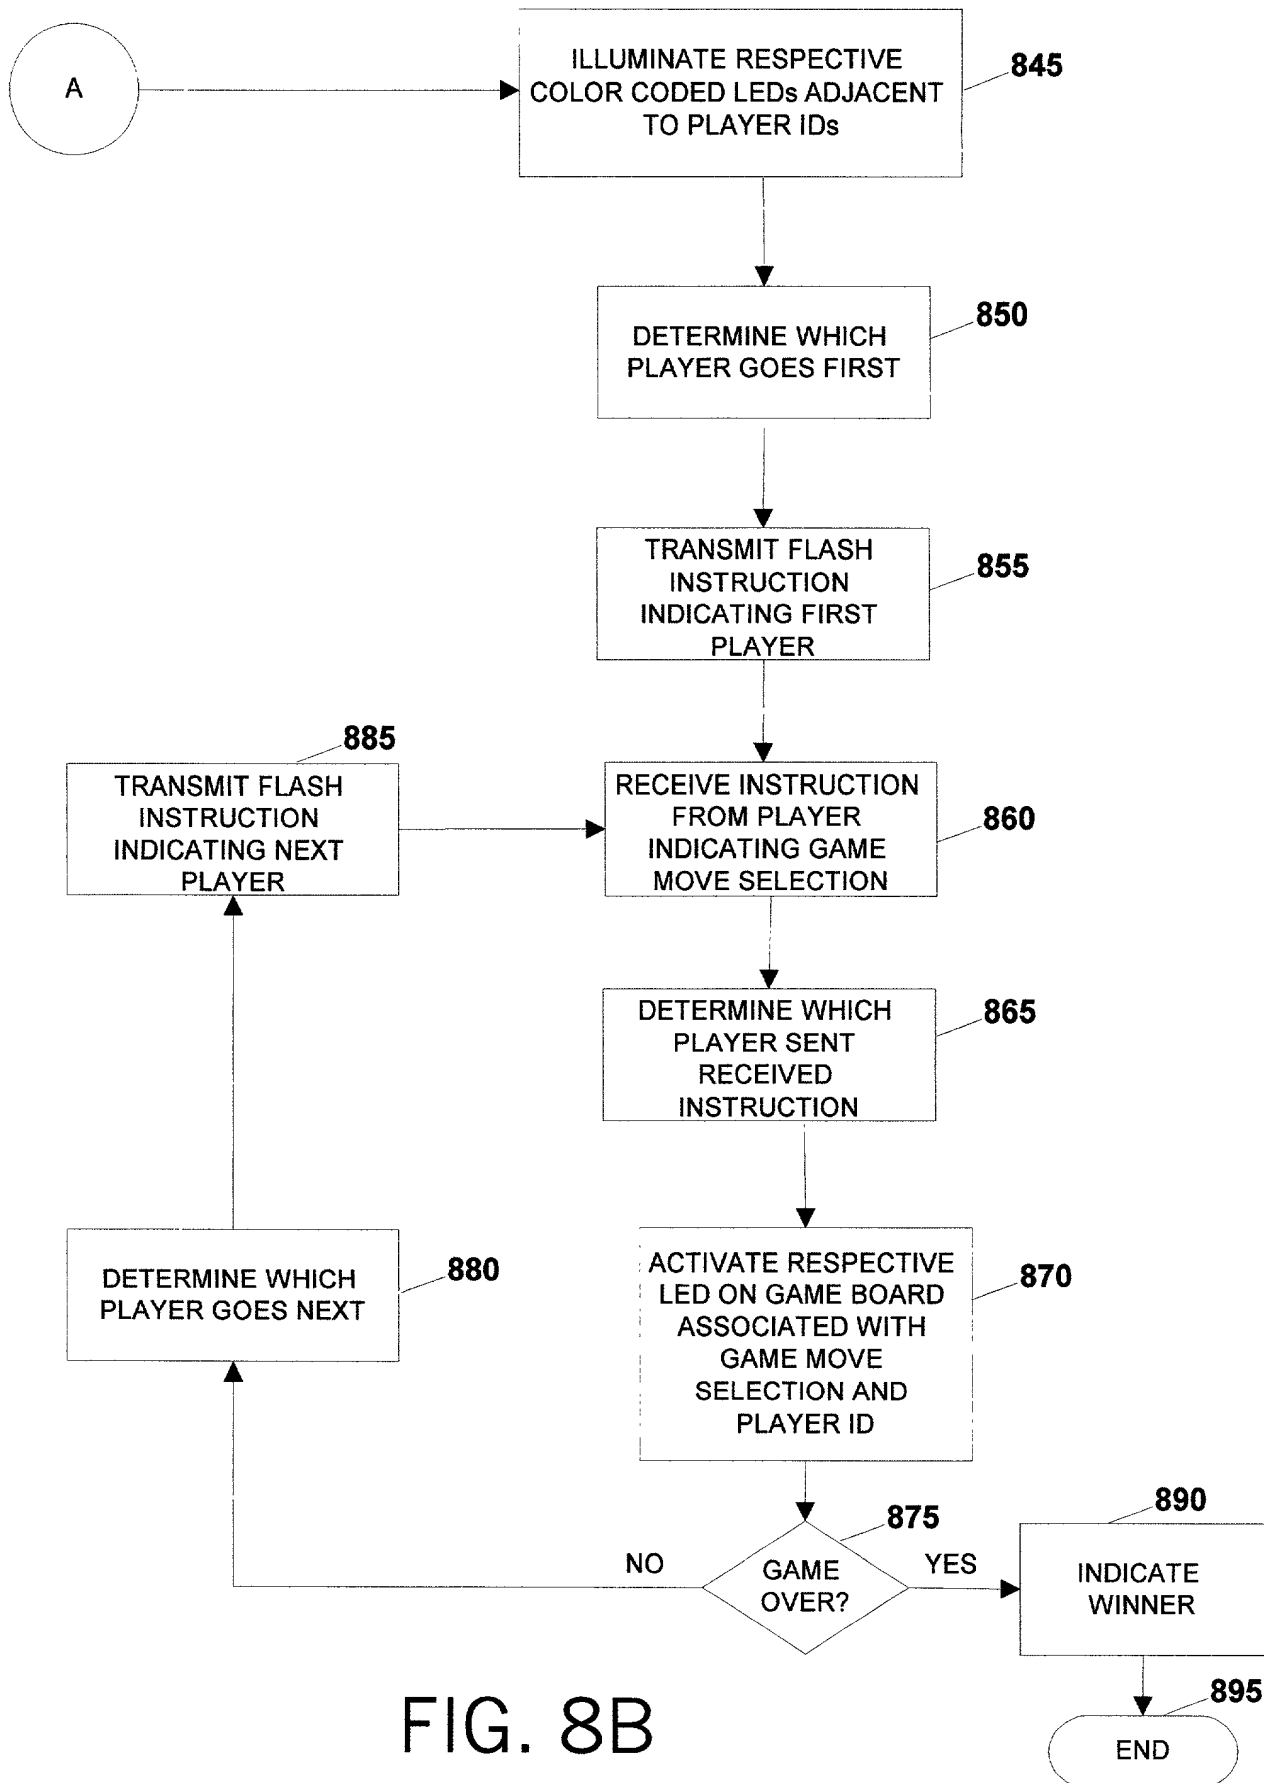 A
ILLUMINATE RESPECTIVE
COLOR CODED LEDs ADJACENT
TO PLAYER IDs
845
DETERMINE WHICH
PLAYER GOES FIRST
850
TRANSMIT FLASH
INSTRUCTION
INDICATING FIRST
PLAYER
855
885
TRANSMIT FLASH
INSTRUCTION
INDICATING NEXT
PLAYER
RECEIVE INSTRUCTION
FROM PLAYER
INDICATING GAME
MOVE SELECTION
860
DETERMINE WHICH
PLAYER SENT
RECEIVED
INSTRUCTION
865
DETERMINE WHICH
PLAYER GOES NEXT
880
ACTIVATE RESPECTIVE
LED ON GAME BOARD
ASSOCIATED WITH
GAME MOVE
SELECTION AND
PLAYER ID
870
875
GAME
OVER?
NO
YES
890
INDICATE
WINNER
895
END
FIG. 8B